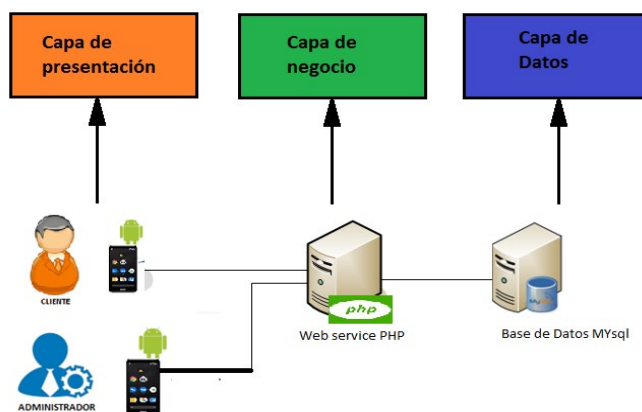 Capa de
presentación
Capa de
negocio
Capa de
Datos
CLIENTE
php
Web service PHP
Base de Datos MYsql
ADMINISTRADOR